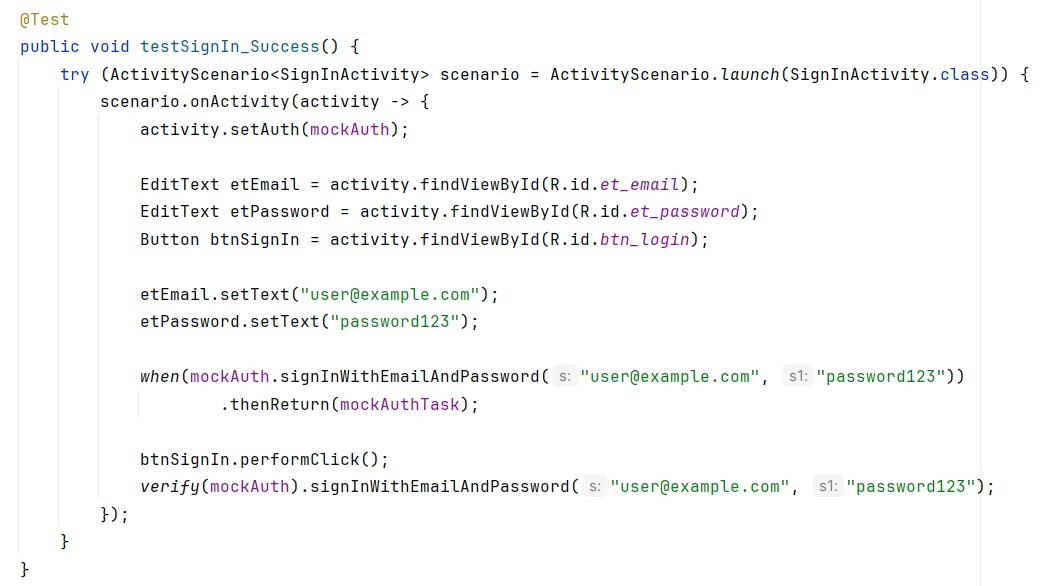 @Test
public void testSignIn_Success() {
try (ActivityScenario<SignInActivity> scenario = ActivityScenario.launch(SignInActivity.class)) {
scenario.onActivity(activity -> {
activity.setAuth(mockAuth);
EditText etEmail = activity.findViewById(R.id.et_email);
EditText etPassword = activity.findViewById(R.id.et_password);
Button btnSignIn = activity.findViewById(R.id.btn_login);
etEmail.setText("user@example.com");
etPassword.setText("password123");
when(mockAuth.signInWithEmailAndPassword( s: "user@example.com", s1: "password123"))
.thenReturn(mockAuthTask);
btnSignIn.performClick();
verify(mockAuth).signInWithEmailAndPassword( s: "user@example.com", s1: "password123");
});
}
}